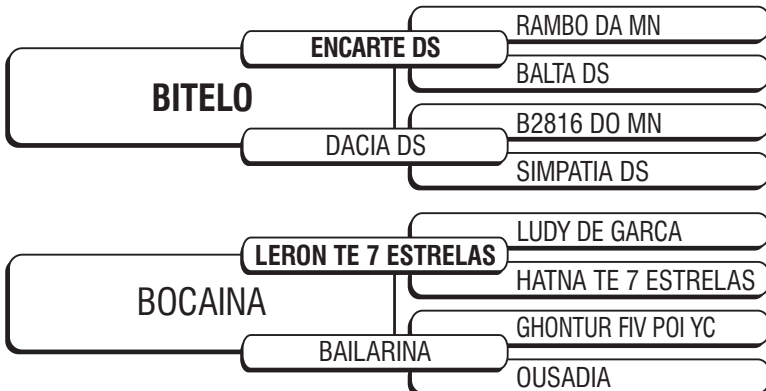 RAMBO DA MN
ENCARTE DS
BALTA DS
BITELO
B2816 DO MN
DACIA DS
SIMPATIA DS
LUDY DE GARCA
LERON TE 7 ESTRELAS
HATNA TE 7 ESTRELAS
BOCAINA
GHONTUR FIV POI YC
BAILARINA
OUSADIA